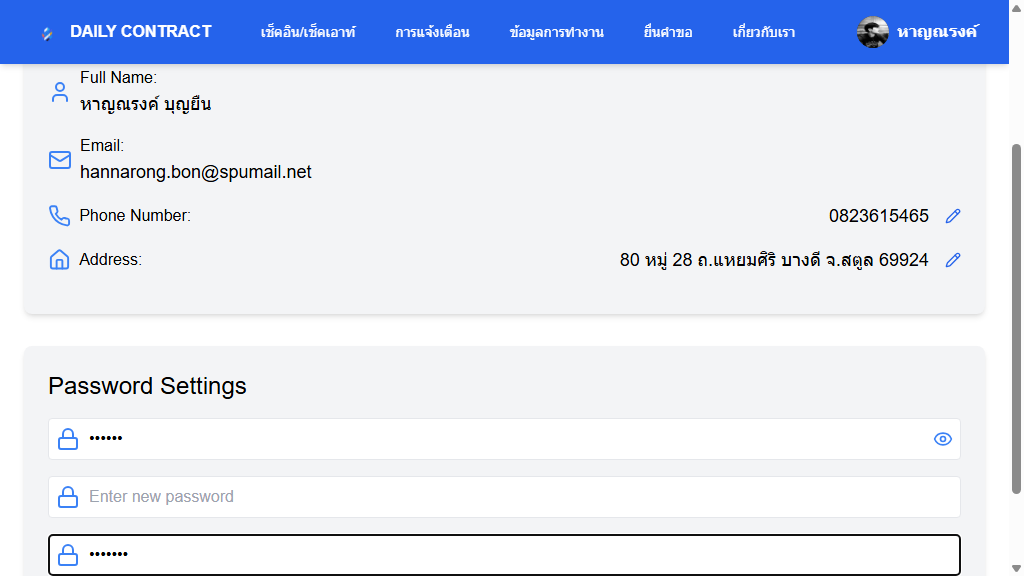 DAILY CONTRACT เช็คอิน/เช็คเอาท์ การแจ้งเตือน ข้อมูลการทำงาน ยื่นคำขอ เกี่ยวกับเรา หาญณรงค์
Full Name:
หาญณรงค์ บุญยืน
Email:
hannarong.bon@spumail.net
Phone Number: 0823615465
Address: 80 หมู่ 28 ถ.แหยมศิริ บางดี จ.สตูล 69924
Password Settings
••••••
Enter new password
•••••••